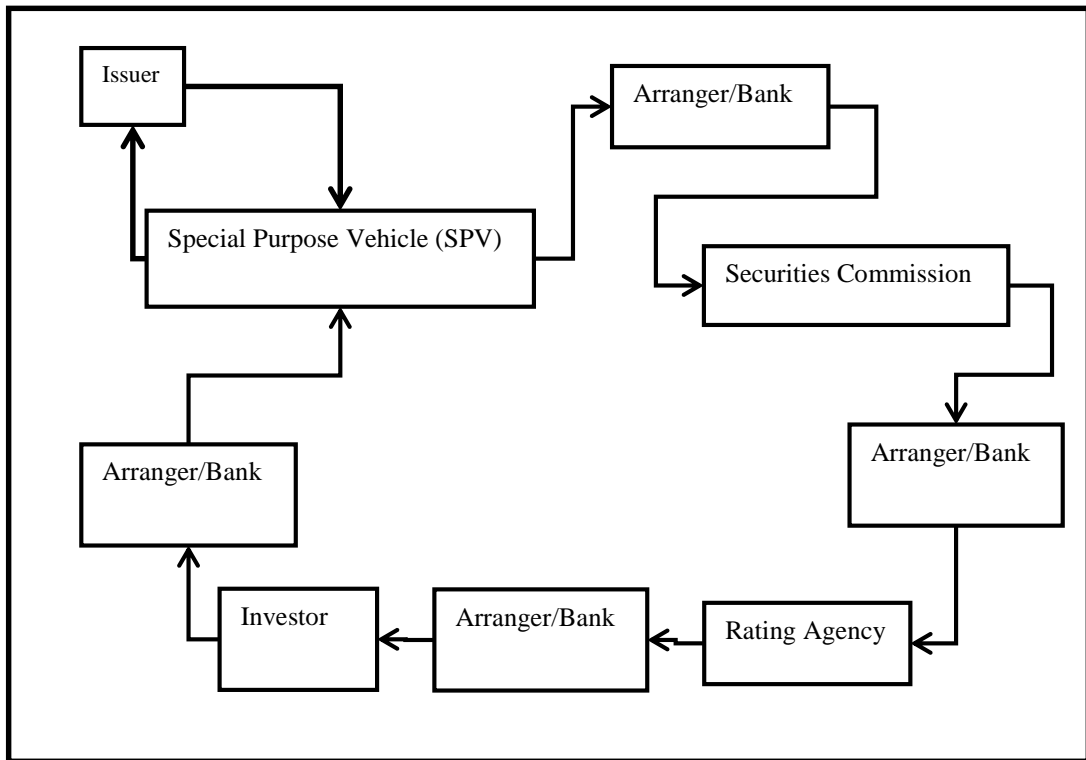 Issuer
Arranger/Bank
Special Purpose Vehicle (SPV)
Securities Commission
Arranger/Bank
Arranger/Bank
Investor
Arranger/Bank
Rating Agency